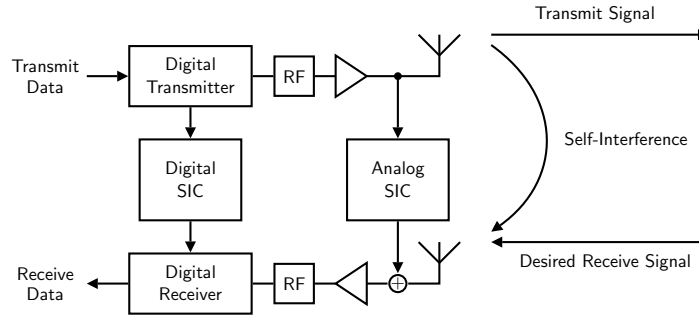 Transmit Signal
Transmit
Data
Digital
Transmitter
RF
Digital
SIC
Analog
SIC
Self-Interference
Receive
Data
Digital
Receiver
RF
Desired Receive Signal